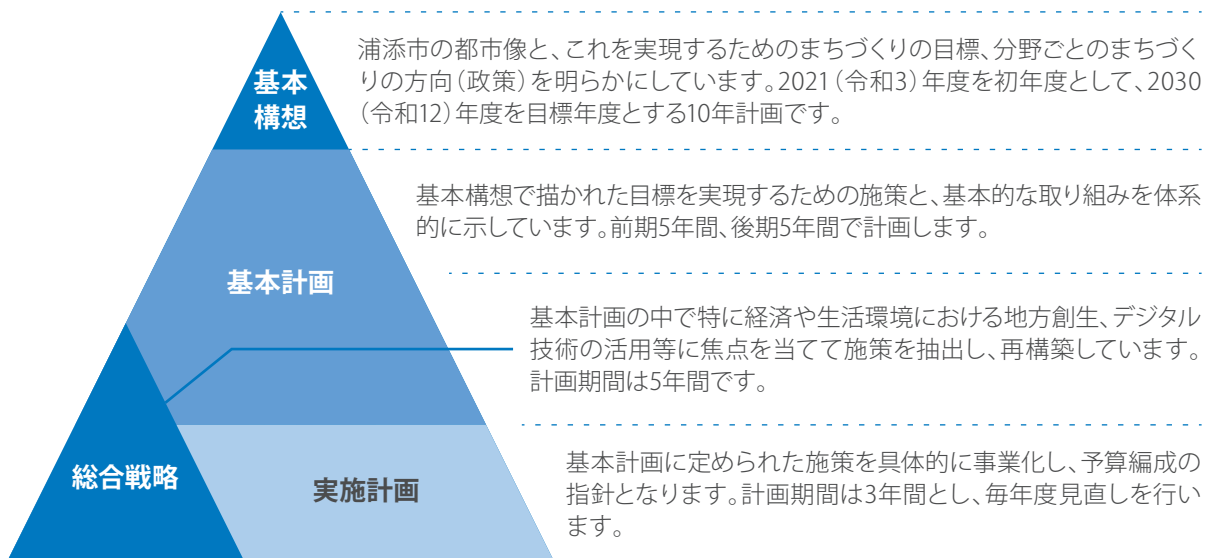 基本
構想
浦添市の都市像と、これを実現するためのまちづくりの目標、分野ごとのまちづく
りの方向（政策）を明らかにしています。2021（令和3）年度を初年度として、2030
（令和12）年度を目標年度とする10年計画です。
基本計画
基本構想で描かれた目標を実現するための施策と、基本的な取り組みを体系
的に示しています。前期5年間、後期5年間で計画します。
総合戦略
基本計画の中で特に経済や生活環境における地方創生、デジタル
技術の活用等に焦点を当てて施策を抽出し、再構築しています。
計画期間は5年間です。
実施計画
基本計画に定められた施策を具体的に事業化し、予算編成の
指針となります。計画期間は3年間とし、毎年度見直しを行い
ます。